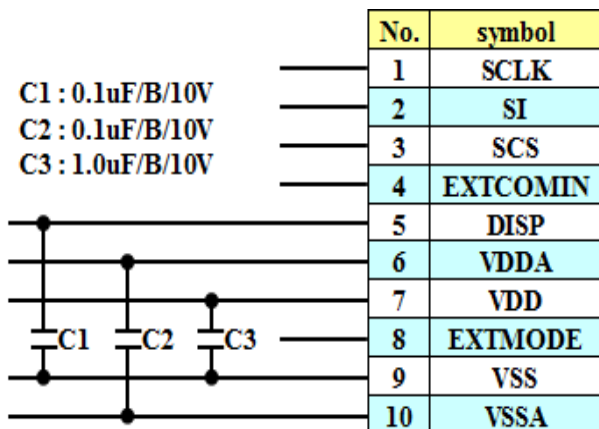 No. symbol
1 SCLK
C1 : 0.1uF/B/10V
2 SI
C2 : 0.1uF/B/10V
3 SCS
C3 : 1.0uF/B/10V
4 EXTCOMIN
5 DISP
6 VDDA
7 VDD
C1 C2 C3
8 EXTMODE
9 VSS
10 VSSA